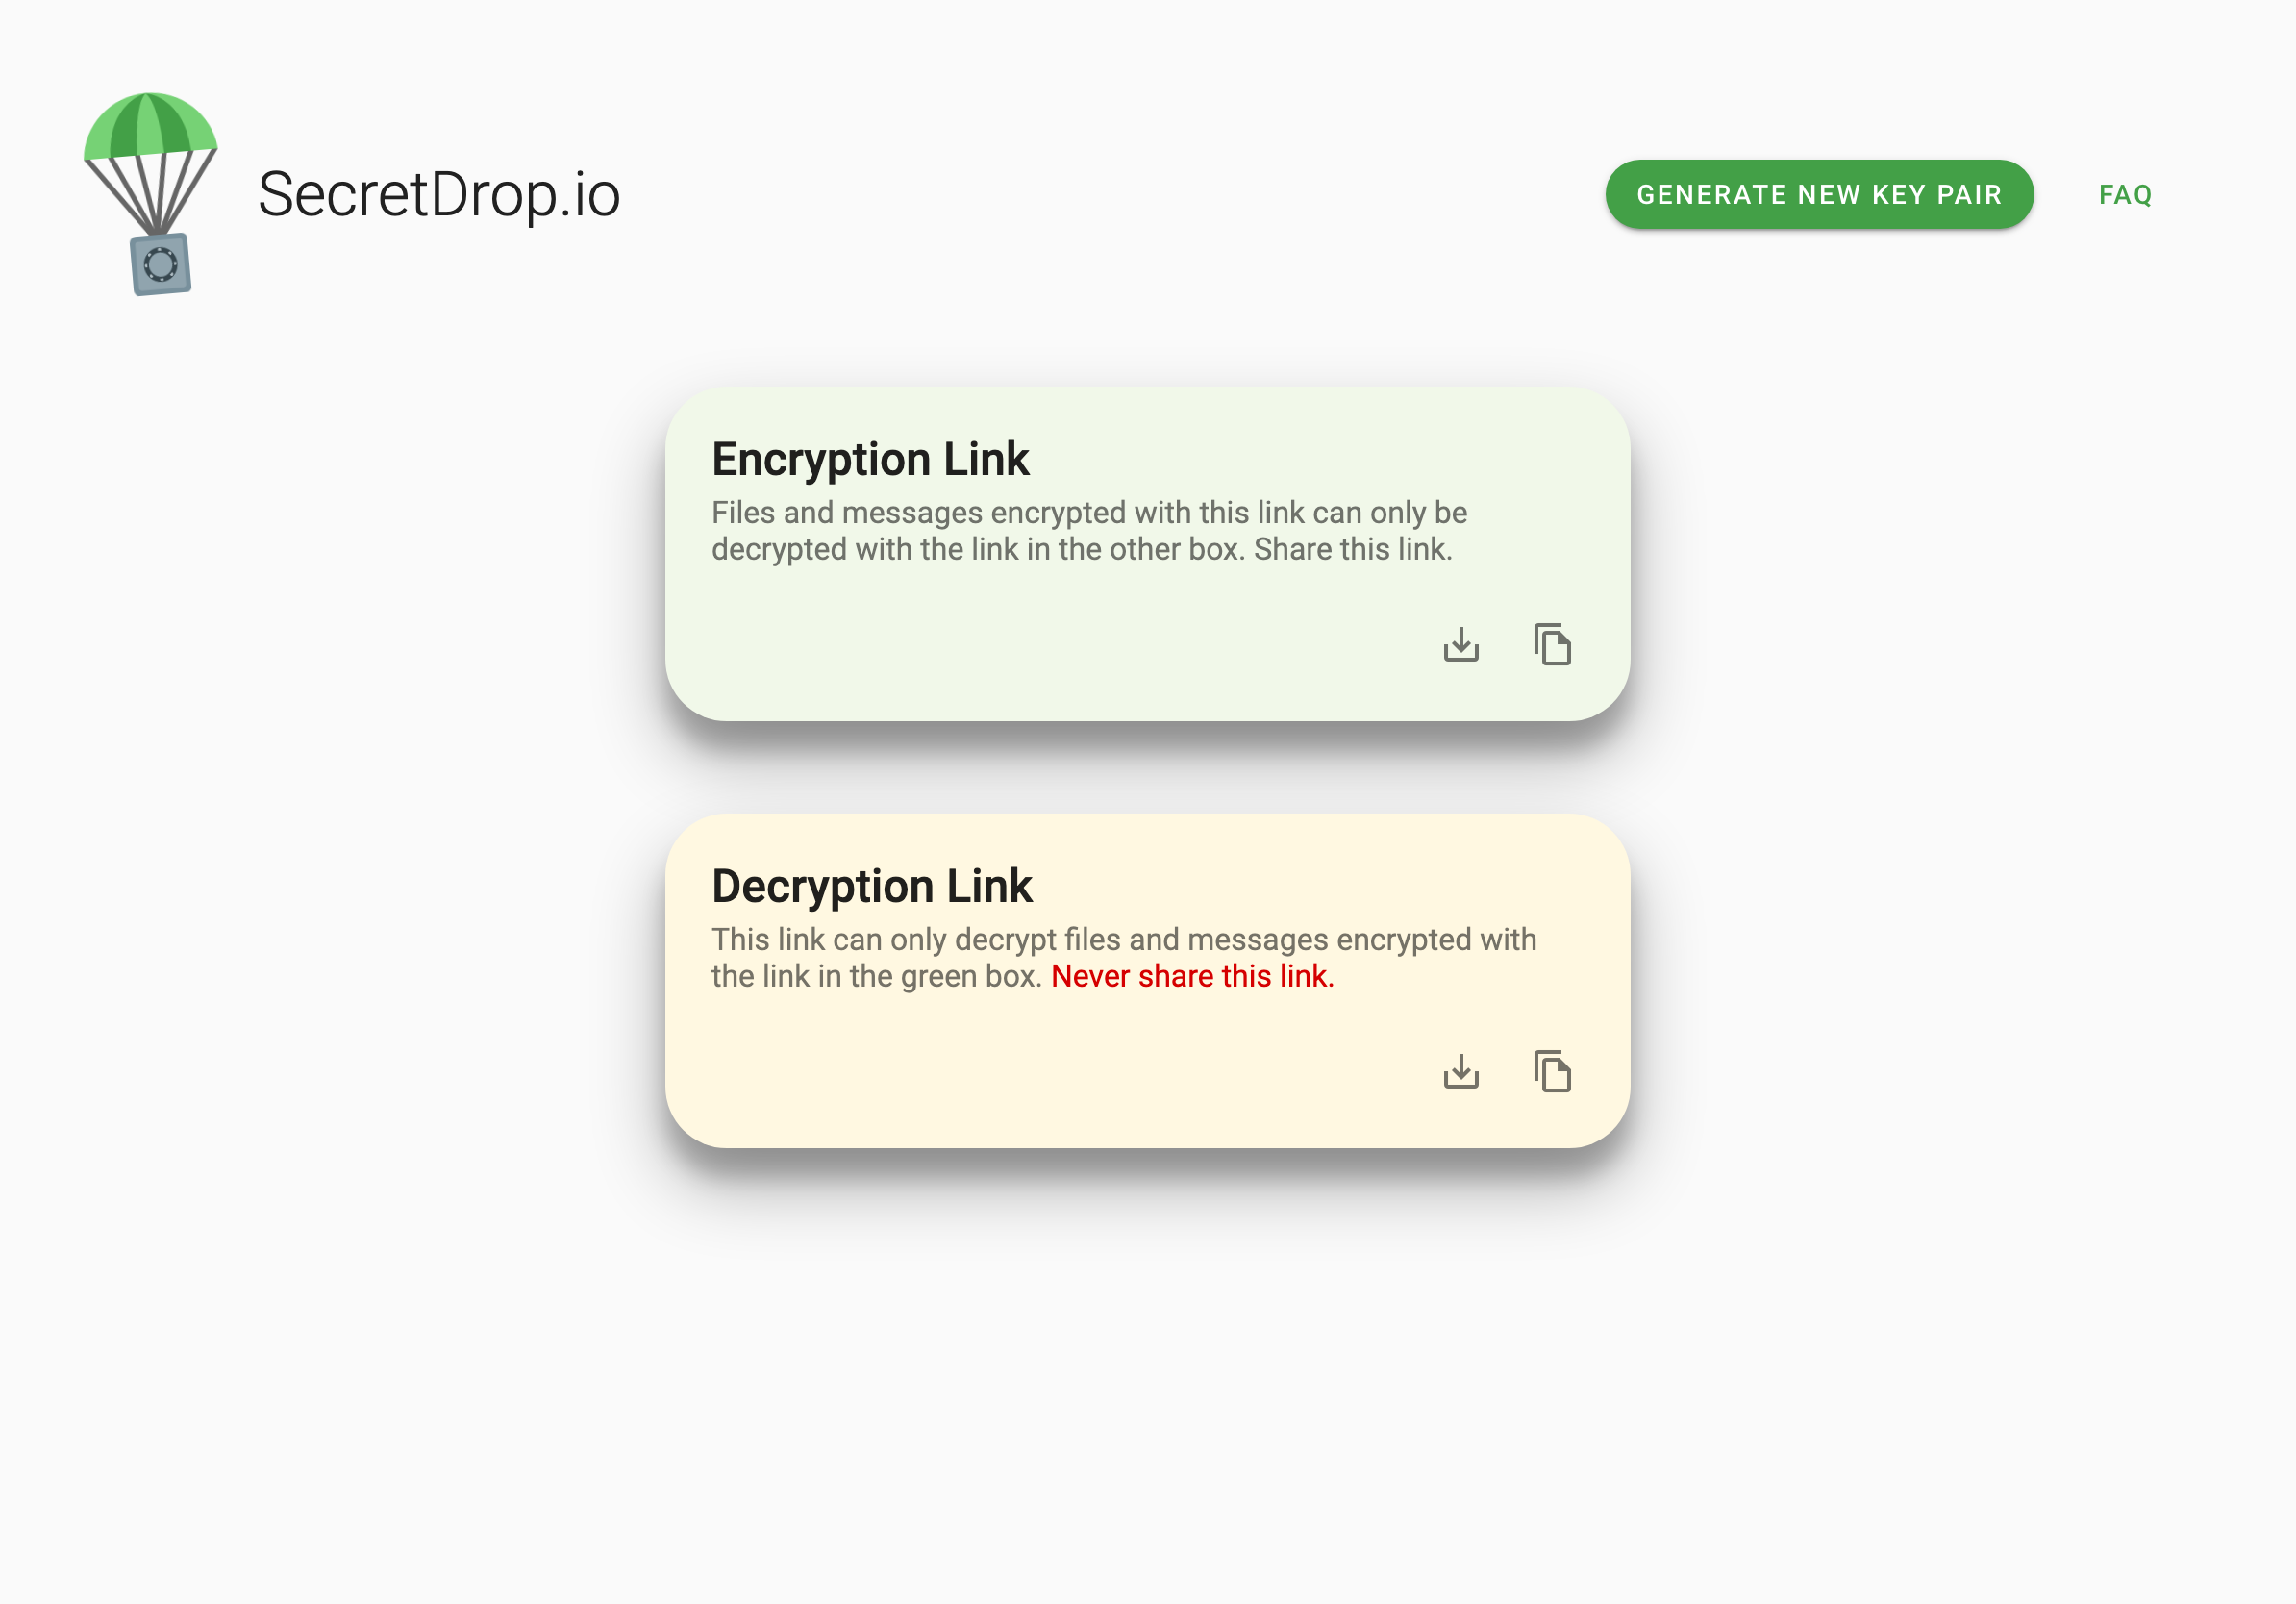 SecretDrop.io
GENERATE NEW KEY PAIR
FAQ
Encryption Link
Files and messages encrypted with this link can only be
decrypted with the link in the other box. Share this link.
Decryption Link
This link can only decrypt files and messages encrypted with
the link in the green box. Never share this link.